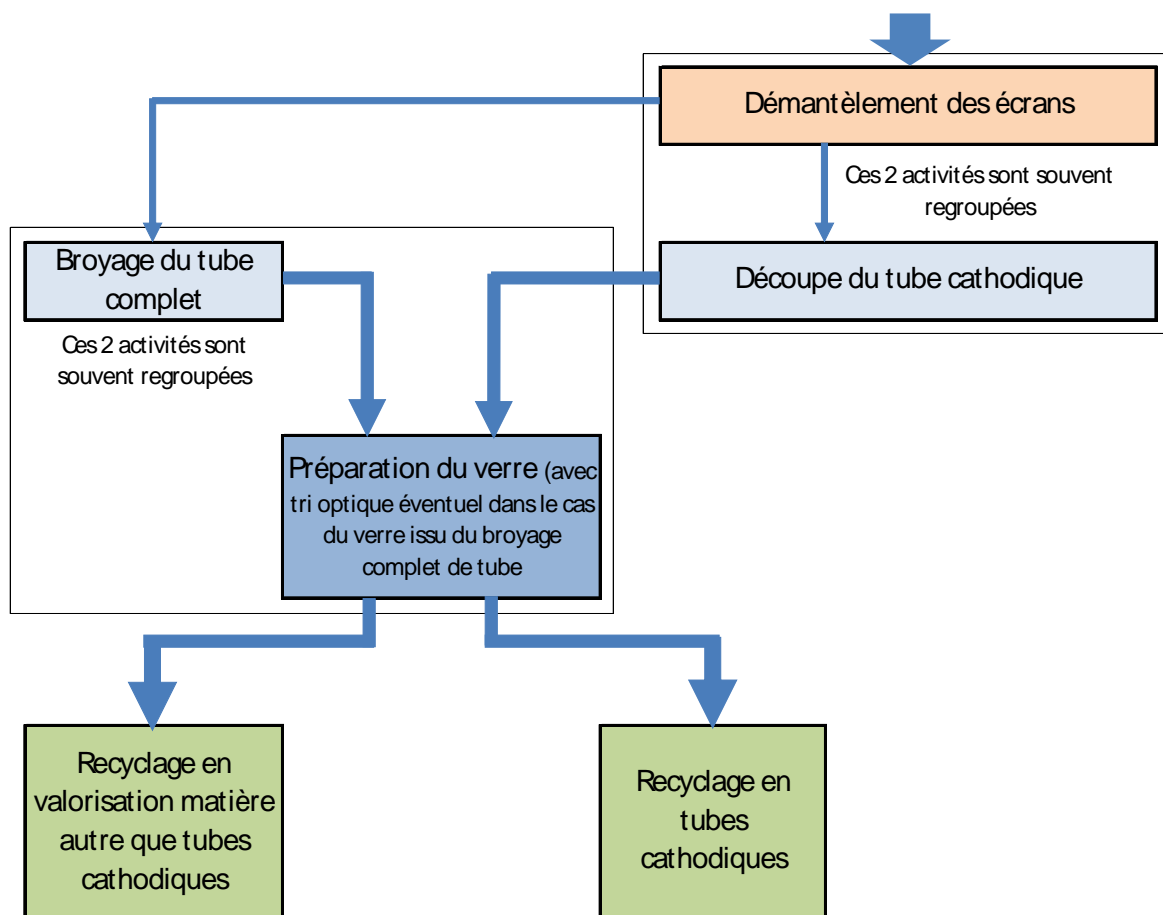 Démantèlement des écrans
Ces 2 activités sont souvent
regroupées
Broyage du tube
complet
Découpe du tube cathodique
Ces 2 activités sont
souvent regroupées
Préparation du verre (avec
tri optique éventuel dans le cas
du verre issu du broyage
complet de tube
Recyclage en
valorisation matière
autre que tubes
cathodiques
Recyclage en
tubes
cathodiques